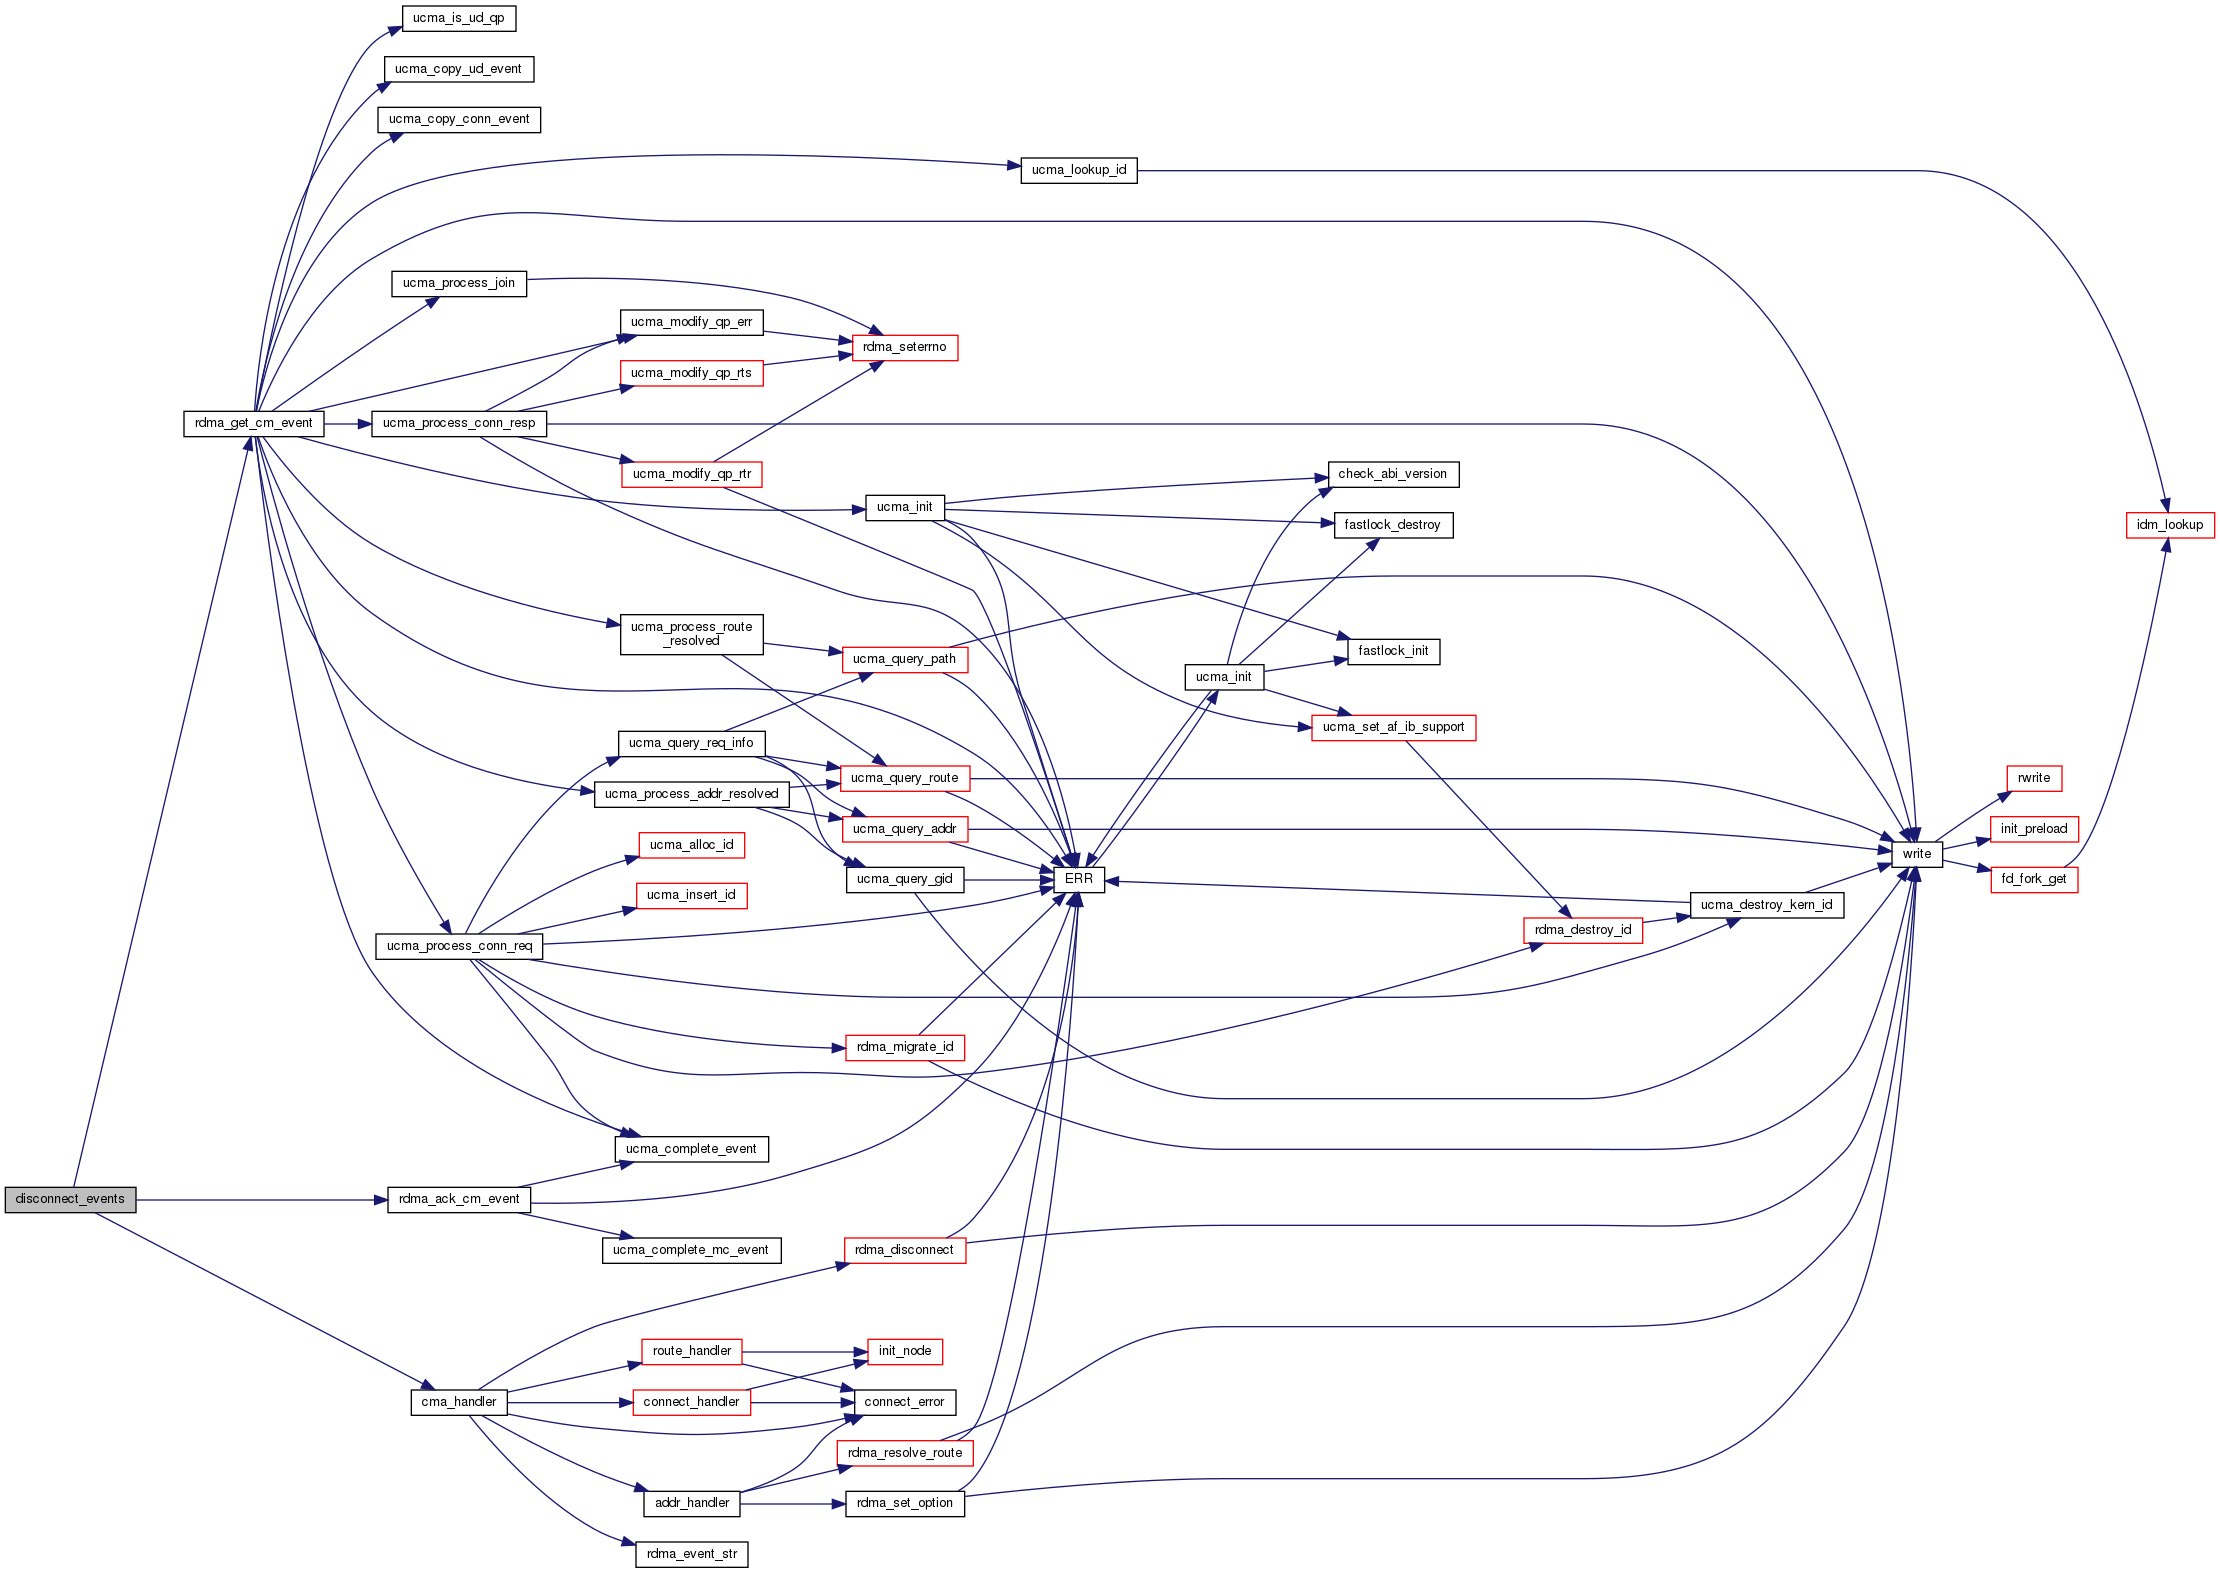 ucma_is_ud_qp
ucma_copy_ud_event
ucma_copy_conn_event
ucma_lookup_id
ucma_process_join
ucma_modify_qp_err
rdma_seterrno
ucma_modify_qp_rts
rdma_get_cm_event
ucma_process_conn_resp
ucma_modify_qp_rtr
check_abi_version
ucma_init
fastlock_destroy
idm_lookup
ucma_process_route
_resolved
ucma_query_path
fastlock_init
ucma_init
ucma_set_af_ib_support
ucma_query_req_info
ucma_query_route
rwrite
ucma_process_addr_resolved
ucma_query_addr
init_preload
ucma_alloc_id
write
ucma_query_gid
ERR
fd_fork_get
ucma_insert_id
ucma_destroy_kern_id
rdma_destroy_id
ucma_process_conn_req
rdma_migrate_id
ucma_complete_event
disconnect_events
rdma_ack_cm_event
ucma_complete_mc_event
rdma_disconnect
route_handler
init_node
cma_handler
connect_handler
connect_error
rdma_resolve_route
addr_handler
rdma_set_option
rdma_event_str